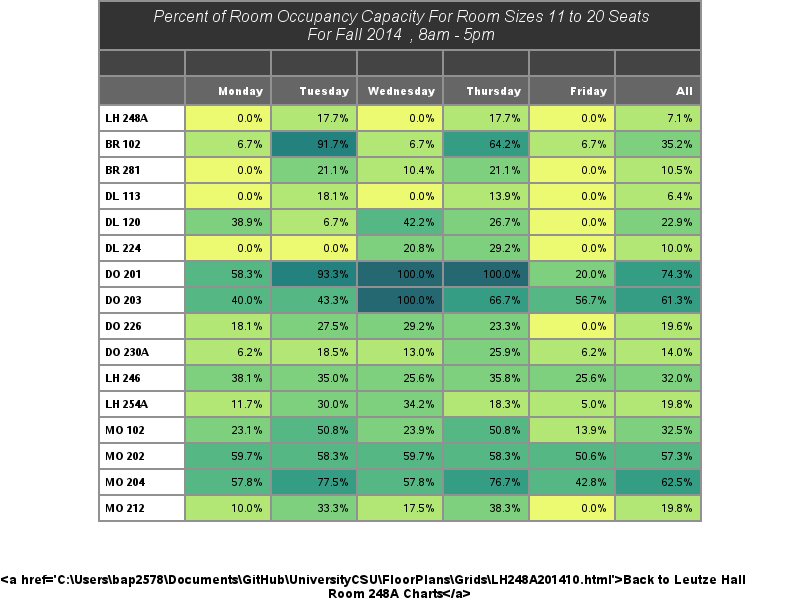 Percent of Room Occupancy Capacity For Room Sizes 11 to 20 Seats
For Fall 2014 , 8am - 5pm
Monday Tuesday Wednesday Thursday Friday All
LH 248A 0.0% 17.7% 0.0% 17.7% 0.0% 7.1%
BR 102 6.7% 91.7% 6.7% 64.2% 6.7% 35.2%
BR 281 0.0% 21.1% 10.4% 21.1% 0.0% 10.5%
DL 113 0.0% 18.1% 0.0% 13.9% 0.0% 6.4%
DL 120 38.9% 6.7% 42.2% 26.7% 0.0% 22.9%
DL 224 0.0% 0.0% 20.8% 29.2% 0.0% 10.0%
DO 201 58.3% 93.3% 100.0% 100.0% 20.0% 74.3%
DO 203 40.0% 43.3% 100.0% 66.7% 56.7% 61.3%
DO 226 18.1% 27.5% 29.2% 23.3% 0.0% 19.6%
DO 230A 6.2% 18.5% 13.0% 25.9% 6.2% 14.0%
LH 246 38.1% 35.0% 25.6% 35.8% 25.6% 32.0%
LH 254A 11.7% 30.0% 34.2% 18.3% 5.0% 19.8%
MO 102 23.1% 50.8% 23.9% 50.8% 13.9% 32.5%
MO 202 59.7% 58.3% 59.7% 58.3% 50.6% 57.3%
MO 204 57.8% 77.5% 57.8% 76.7% 42.8% 62.5%
MO 212 10.0% 33.3% 17.5% 38.3% 0.0% 19.8%
<a href='C:\Users\bap2578\Documents\GitHub\UniversityCSU\FloorPlans\Grids\LH248A201410.html'>Back to Leutze Hall
Room 248A Charts</a>